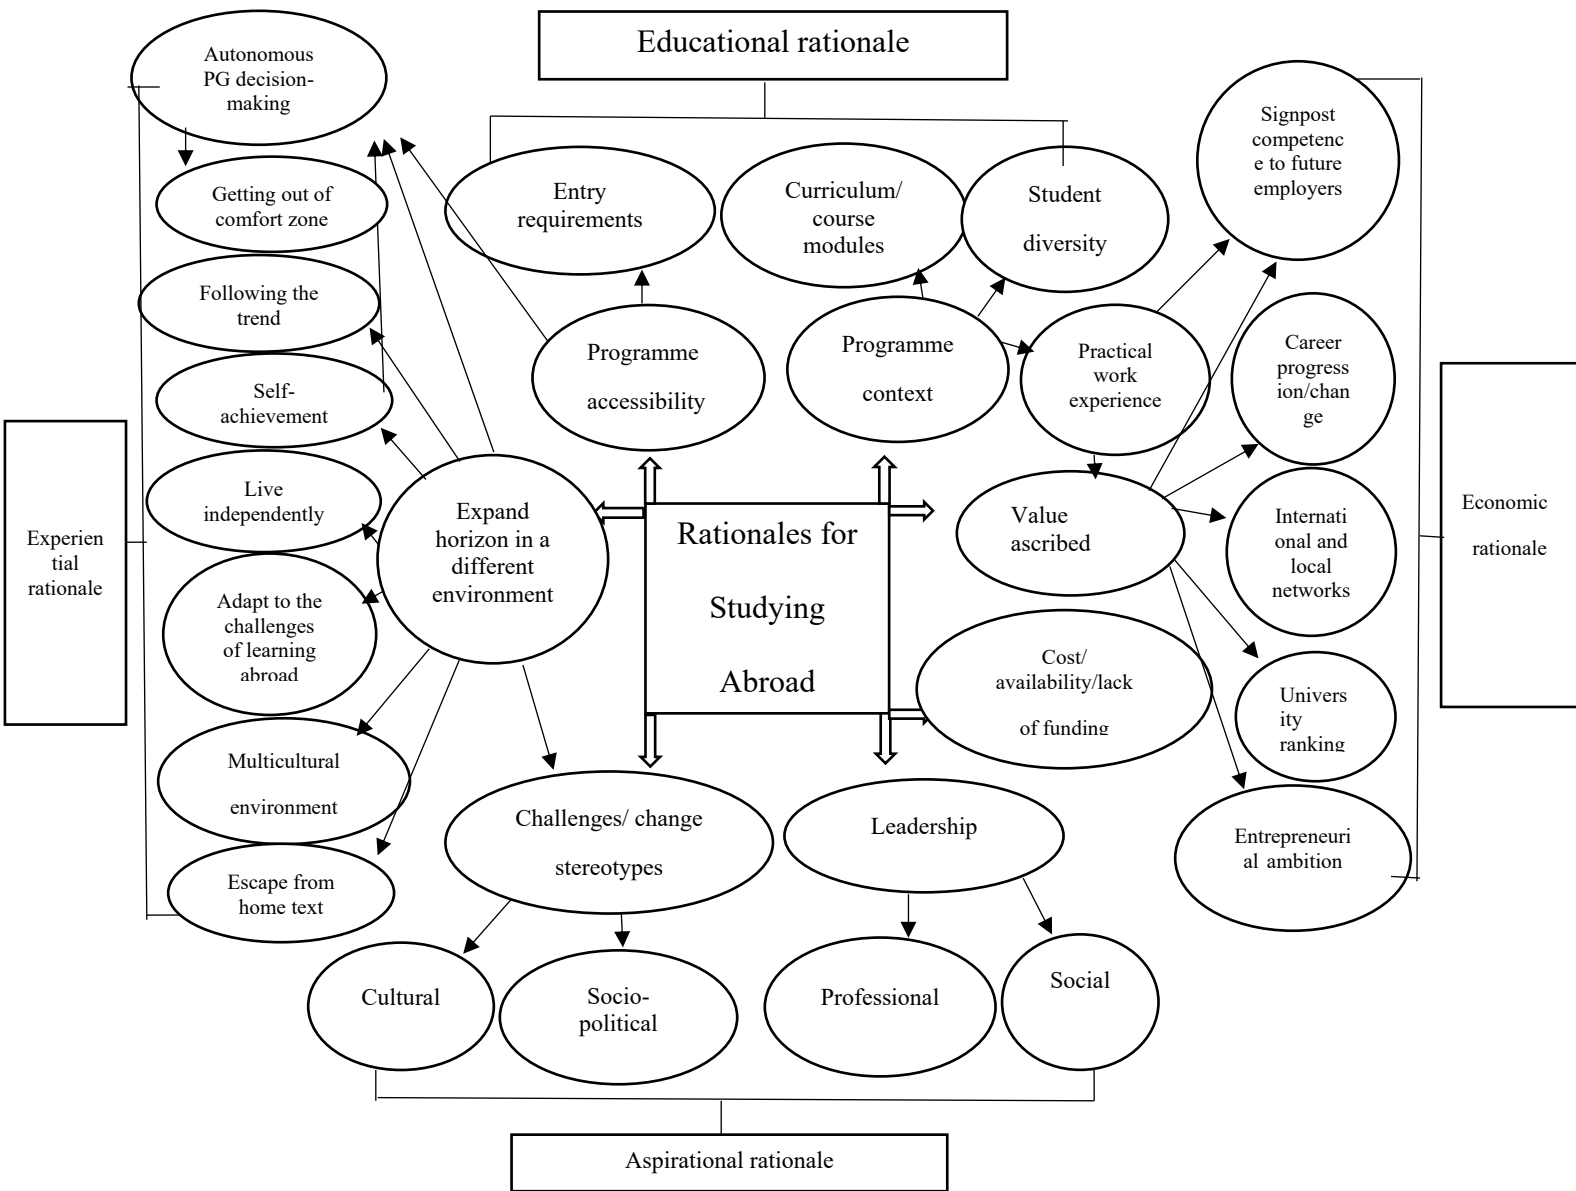 Educational rationale
Autonomous
PG decision-
making
Getting out of
comfort zone
Following the
trend
Self-
achievement
Live
independently
Adapt to the
challenges
of learning
abroad
Multicultural
environment
Escape from
home text
Experien
tial
rationale
Entry
requirements
Curriculum/
course
modules
Student
diversity
Programme
accessibility
Programme
context
Practical
work
experience
Expand
horizon in a
different
environment
Rationales for
Studying
Abroad
Value
ascribed
Cost/
availability/lack
of funding
Signpost
competenc
e to future
employers
Career
progress
ion/chan
ge
Internati
onal and
local
networks
Univers
ity
ranking
Entrepreneuri
al ambition
Economic
rationale
Challenges/ change
stereotypes
Leadership
Cultural
Socio-
political
Professional
Social
Aspirational rationale